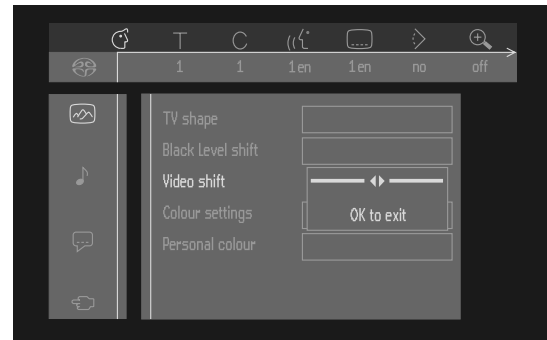 T C
1 1 1 en 1 en no off
TV shape
Black Level shift
Video shift
Colour settings
OK to exit
Personal colour